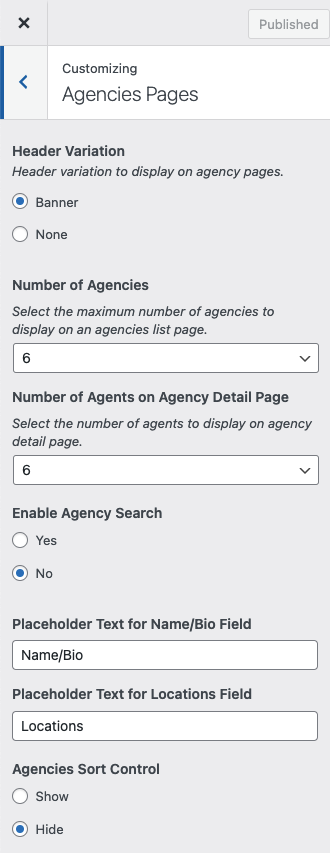 Published
Customizing
Agencies Pages
Header Variation
Header variation to display on agency pages.
Banner
None
Number of Agencies
Select the maximum number of agencies to
display on an agencies list page.
6
Number of Agents on Agency Detail Page
Select the number of agents to display on agency
detail page.
6
Enable Agency Search
Yes
No
Placeholder Text for Name/Bio Field
Name/Bio
Placeholder Text for Locations Field
Locations
Agencies Sort Control
Show
Hide